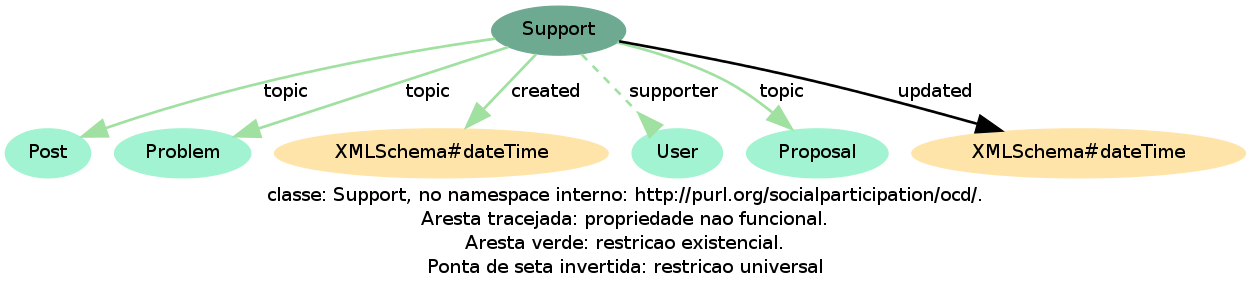 Support
topic
topic
created
supporter
topic
updated
Post
Problem
XMLSchema#dateTime
User
Proposal
XMLSchema#dateTime
classe: Support, no namespace interno: http://purl.org/socialparticipation/ocd/.
Aresta tracejada: propriedade nao funcional.
Aresta verde: restricao existencial.
Ponta de seta invertida: restricao universal